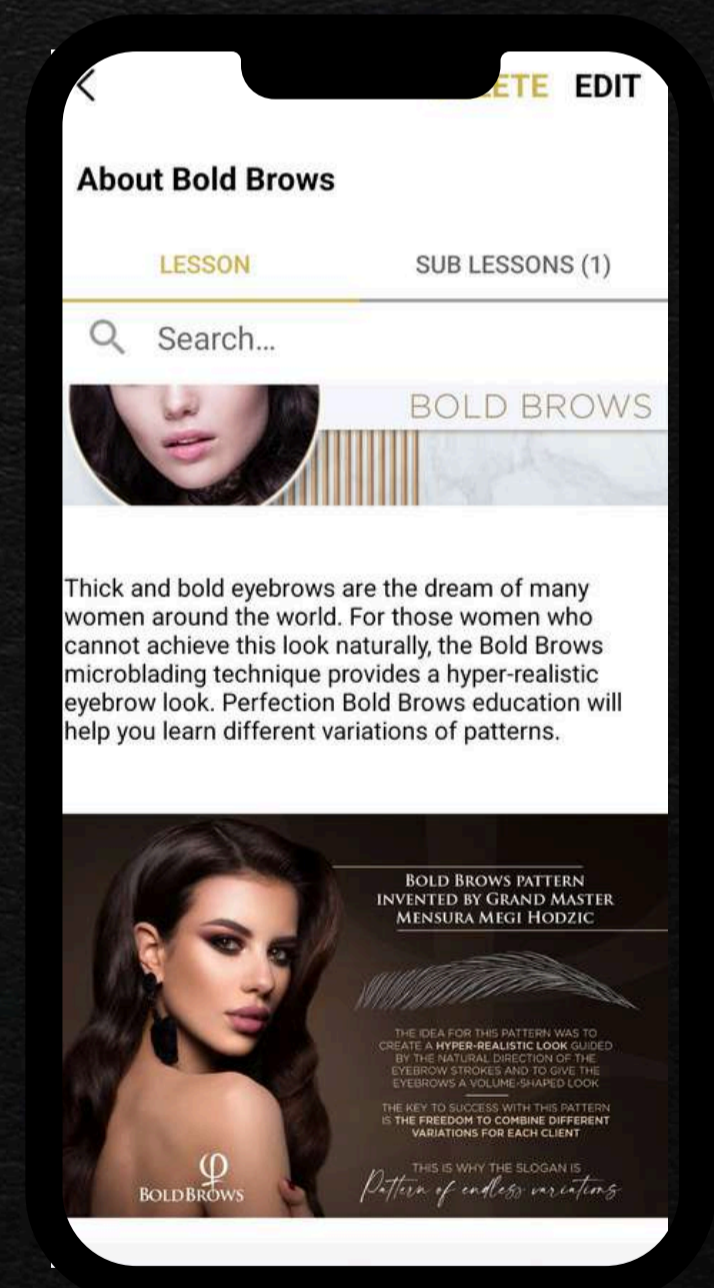 ETE EDIT
About Bold Brows
LESSON
SUB LESSONS (1)
Search...
BOLD BROWS
Thick and bold eyebrows are the dream of many
women around the world. For those women who
cannot achieve this look naturally, the Bold Brows
microblading technique provides a hyper-realistic
eyebrow look. Perfection Bold Brows education will
help you learn different variations of patterns.
BOLD BROWS PATTERN
INVENTED BY GRAND MASTER
MENSURA MEGI HODZIC
THE IDEA FOR THIS PATTERN WAS TO
CREATE A HYPER-REALISTIC LOOK GUIDED
BY THE NATURAL DIRECTION OF THE
EYEBROW STROKES AND TO GIVE THE
EYEBROWS A VOLUME-SHAPED LOOK
THE KEY TO SUCCESS WITH THIS PATTERN
IS THE FREEDOM TO COMBINE DIFFERENT
VARIATIONS FOR EACH CLIENT
THIS IS WHY THE SLOGAN IS
Pattern of endless variations
BOLDBROWS